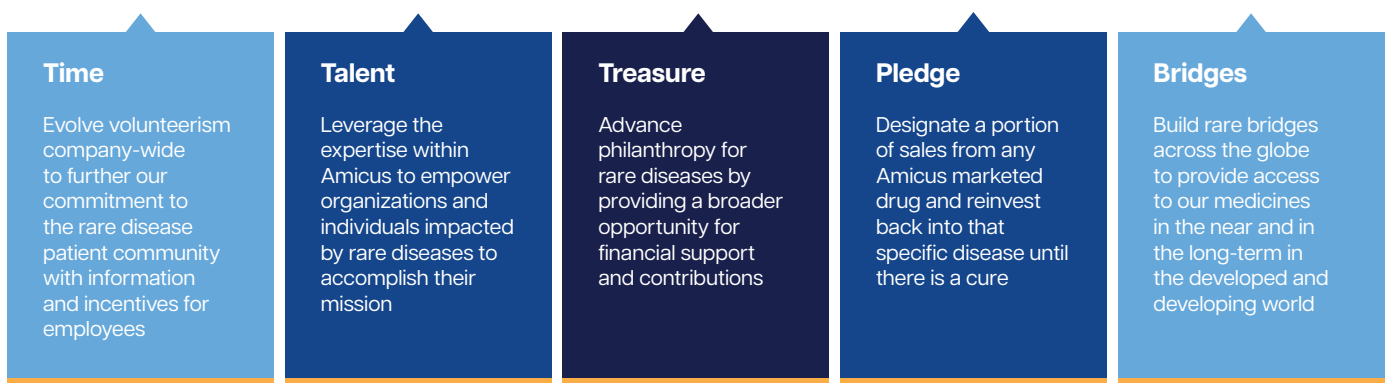 Time
Evolve volunteerism
company-wide
to further our
commitment to
the rare disease
patient community
with information
and incentives for
employees
Talent
Leverage the
expertise within
Amicus to empower
organizations and
individuals impacted
by rare diseases to
accomplish their
mission
Treasure
Advance
philanthropy for
rare diseases by
providing a broader
opportunity for
financial support
and contributions
Pledge
Designate a portion
of sales from any
Amicus marketed
drug and reinvest
back into that
specific disease until
there is a cure
Bridges
Build rare bridges
across the globe
to provide access
to our medicines
in the near and in
the long-term in
the developed and
developing world